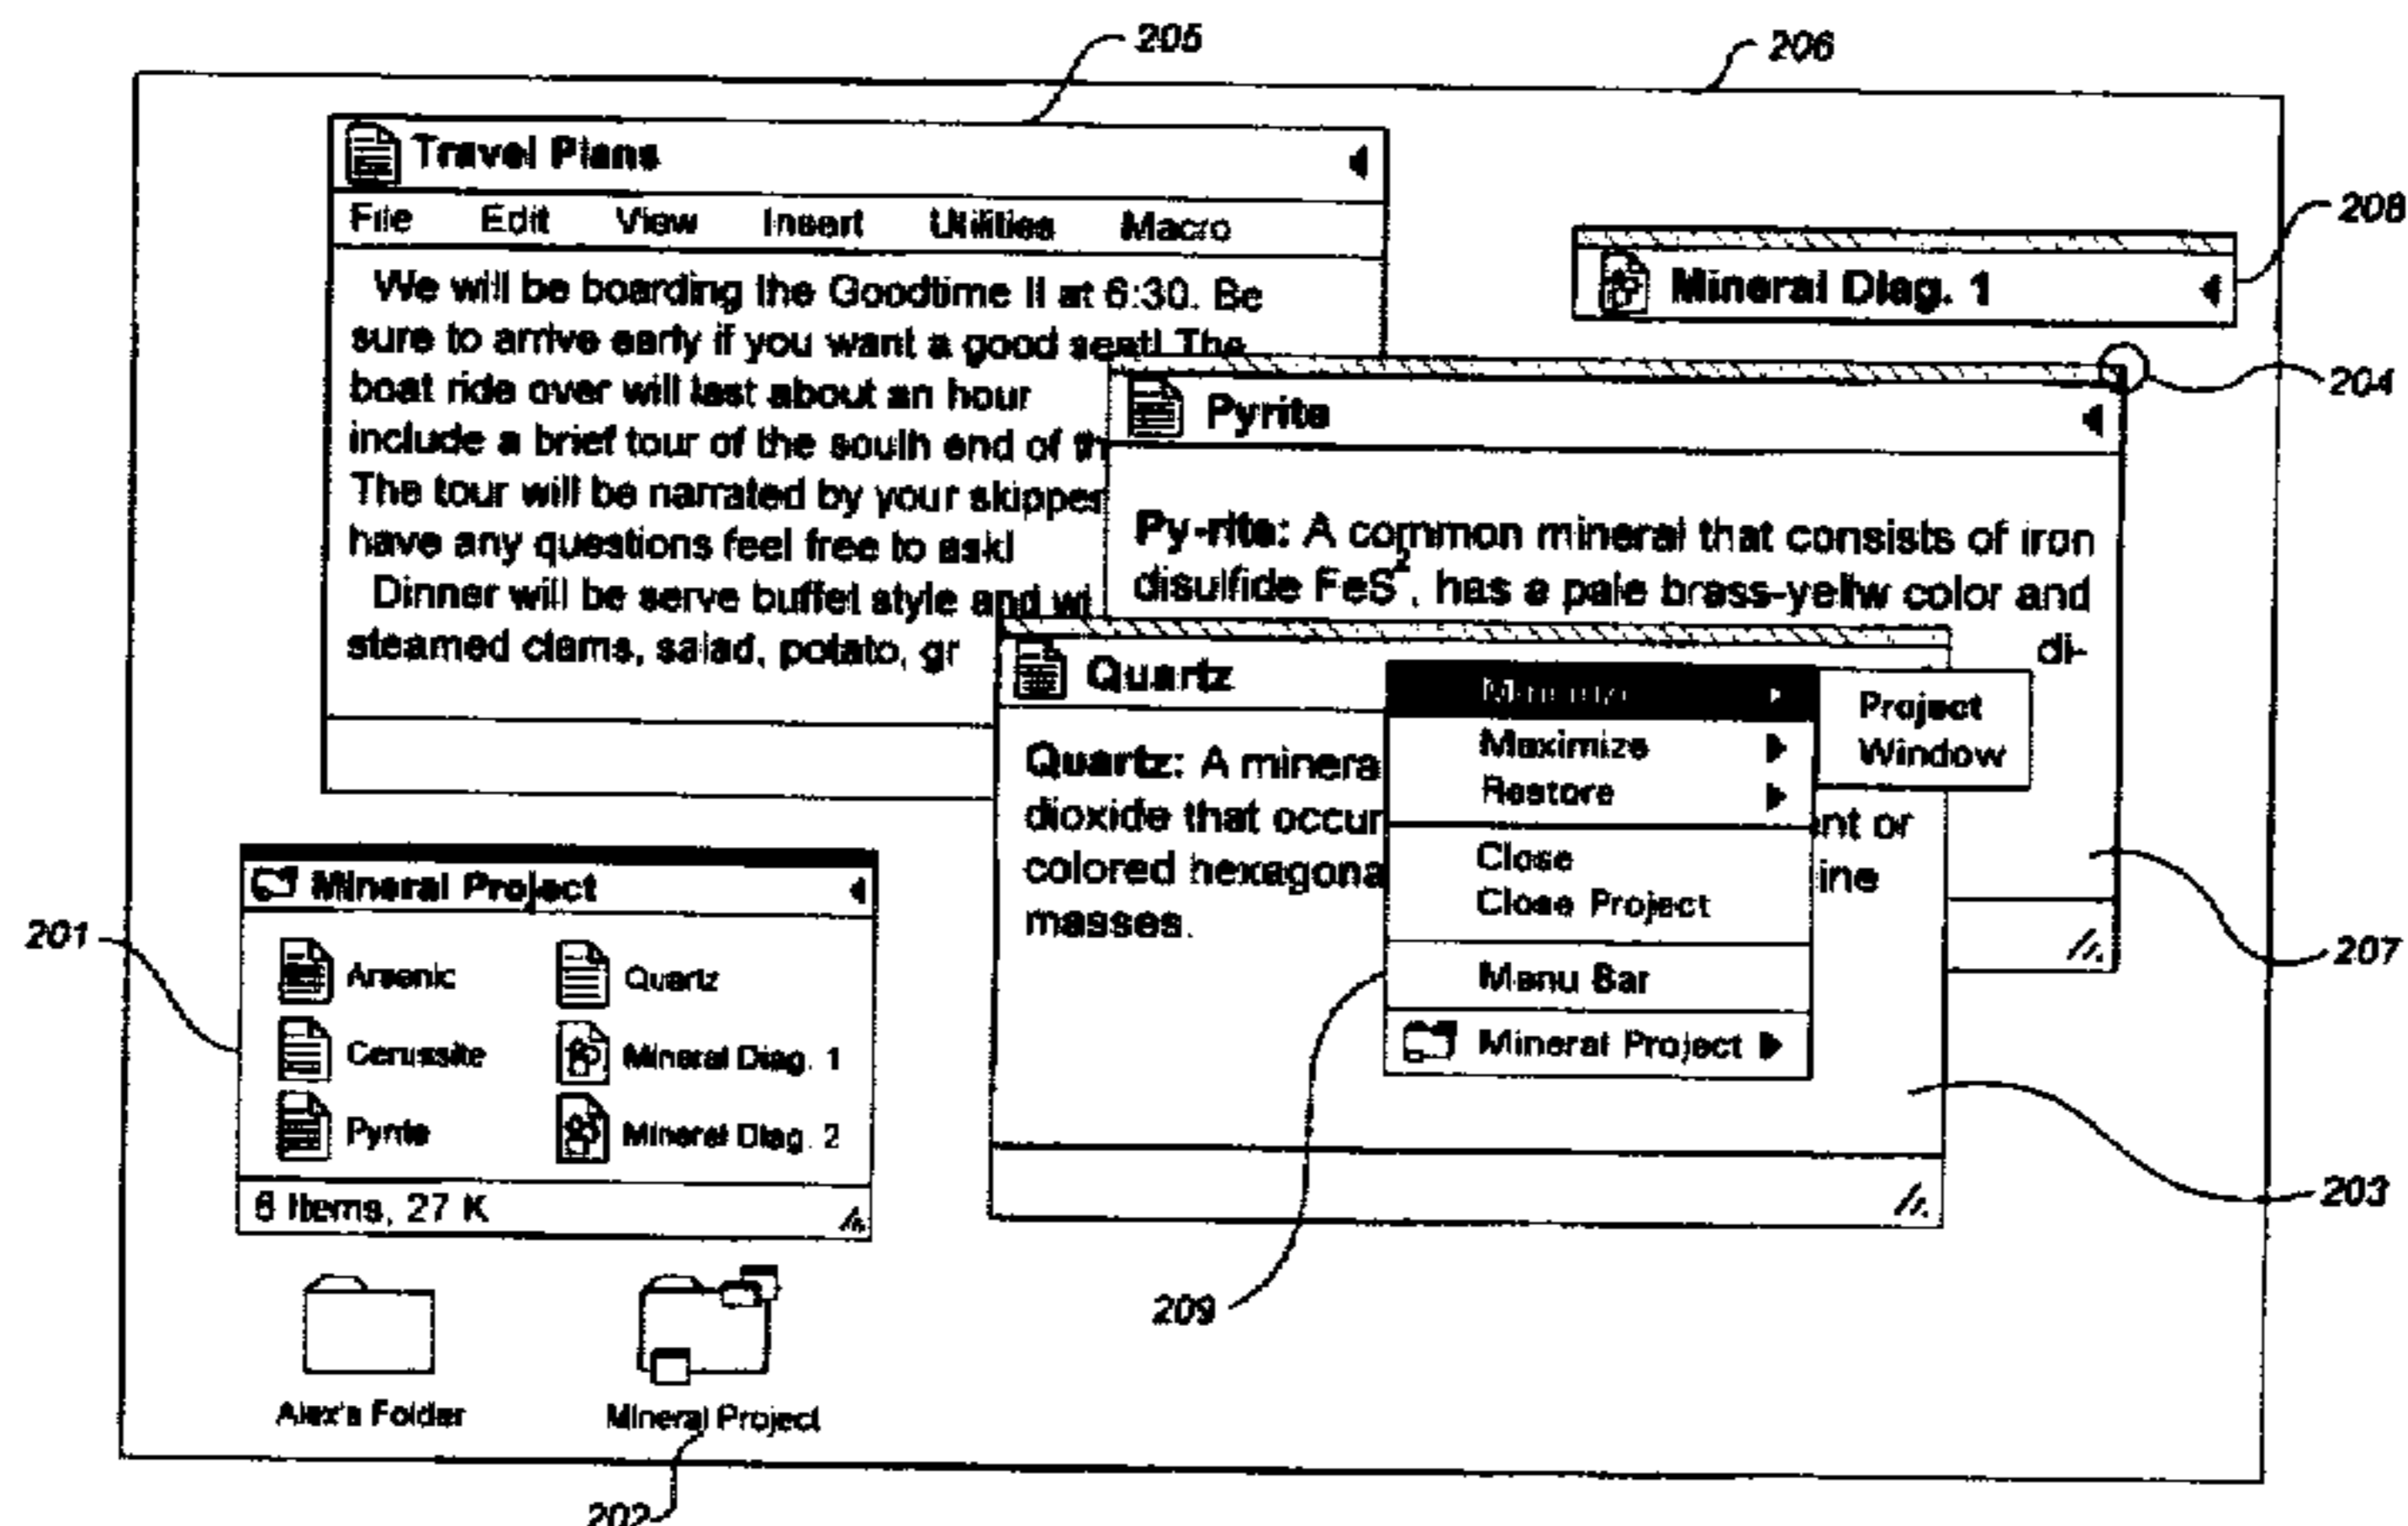 205
206
Travel Plans
File Edit View Insert Utilities Macro
We will be boarding the Goodtime II at 6:30. Be
sure to arrive early if you want a good seat! The
boat ride over will last about an hour
include a brief tour of the south end of th
The tour will be narrated by your skipper
have any questions feel free to ask!
Dinner will be serve buffet style and wi
steamed clams, salad, potato, gr
208
Mineral Diag. 1
204
Pyrite
Py-rite: A common mineral that consists of iron
disulfide FeS², has a pale brass-yellw color and
di-
Quartz
Quartz: A minera
dioxide that occur
ent or
colored hexagona
ine
masses.
Minimize
Maximize
Restore
Close
Close Project
Menu Bar
Mineral Project
Project
Window
207
203
209
201
Mineral Project
Arsenic Quartz
Cerussite Mineral Diag. 1
Pyrite Mineral Diag. 2
6 Items, 27 K
Alex's Folder
Mineral Project
202